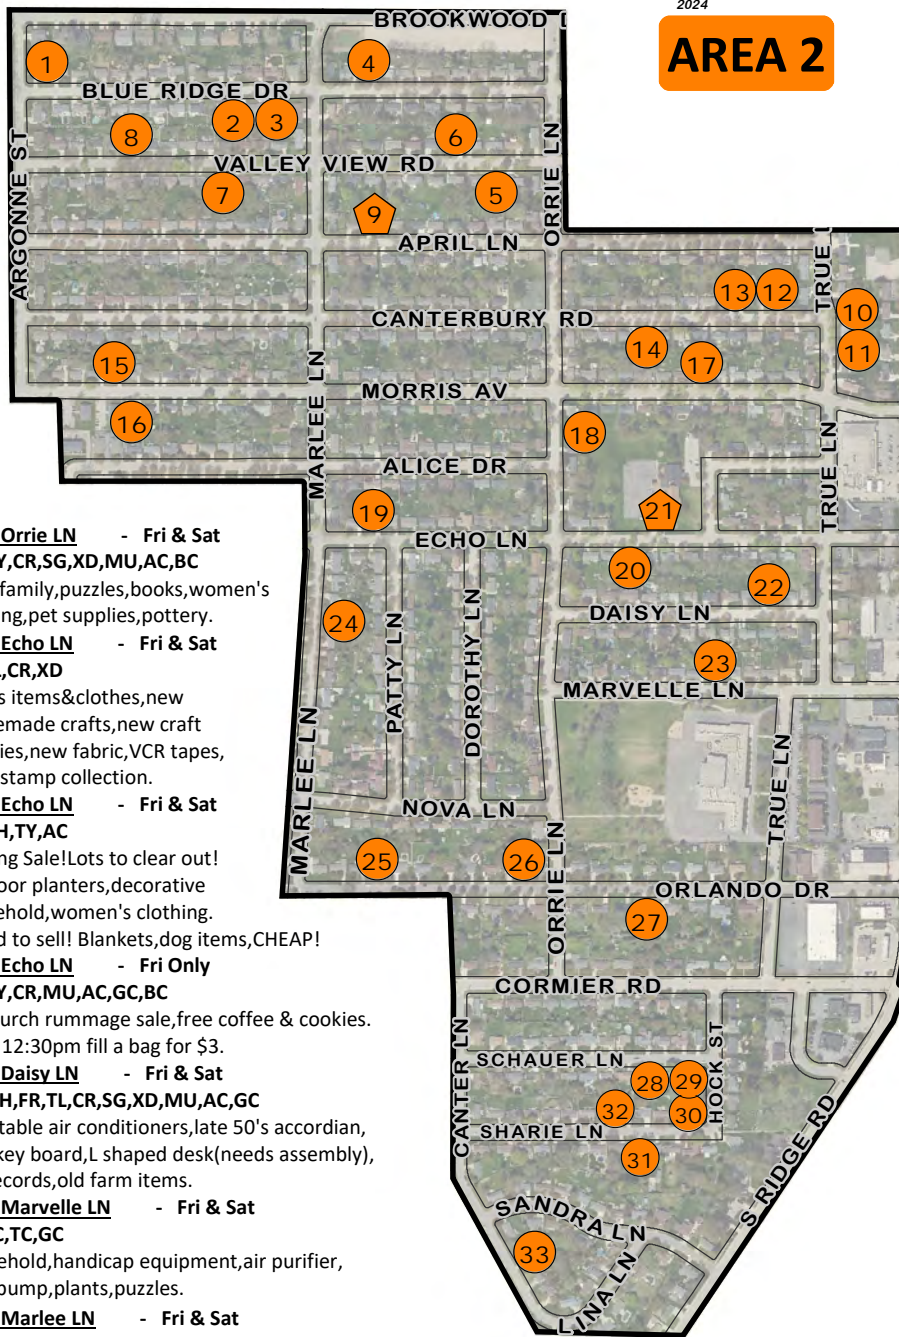 2024
AREA 2
BROOKWOOD
1
4
BLUE RIDGE DR
2
3
8
6
ARGONNE ST
ORRIE LN
VALLEY VIEW RD
7
5
9
APRIL LN
TRUE
13
12
10
CANTERBURY RD
14
11
15
17
MARLEE LN
MORRIS AV
16
18
TRUE LN
ALICE DR
19
21
ECHO LN
20
22
DAISY LN
24
PATTY LN
DOROTHY LN
23
MARVELLE LN
MARLEE LN
TRUE LN
NOVA LN
25
26
ORRIE LN
ORLANDO DR
27
CORMIER RD
CANTER LN
SCHAUER LN
HOCK ST
28
29
32
30
SHARIE LN
31
S RIDGE RD
SANDRA LN
33
LINA LN
Orrie LN - Fri & Sat
Y,CR,SG,XD,MU,AC,BC
family,puzzles,books,women's
ng,pet supplies,pottery.
Echo LN - Fri & Sat
,CR,XD
s items&clothes,new
emade crafts,new craft
ies,new fabric,VCR tapes,
stamp collection.
Echo LN - Fri & Sat
H,TY,AC
ng Sale!Lots to clear out!
oor planters,decorative
ehold,women's clothing.
d to sell! Blankets,dog items,CHEAP!
Echo LN - Fri Only
Y,CR,MU,AC,GC,BC
urch rummage sale,free coffee & cookies.
12:30pm fill a bag for $3.
Daisy LN - Fri & Sat
H,FR,TL,CR,SG,XD,MU,AC,GC
table air conditioners,late 50's accordian,
key board,L shaped desk(needs assembly),
ecords,old farm items.
Marvelle LN - Fri & Sat
C,TC,GC
ehold,handicap equipment,air purifier,
pump,plants,puzzles.
Marlee LN - Fri & Sat